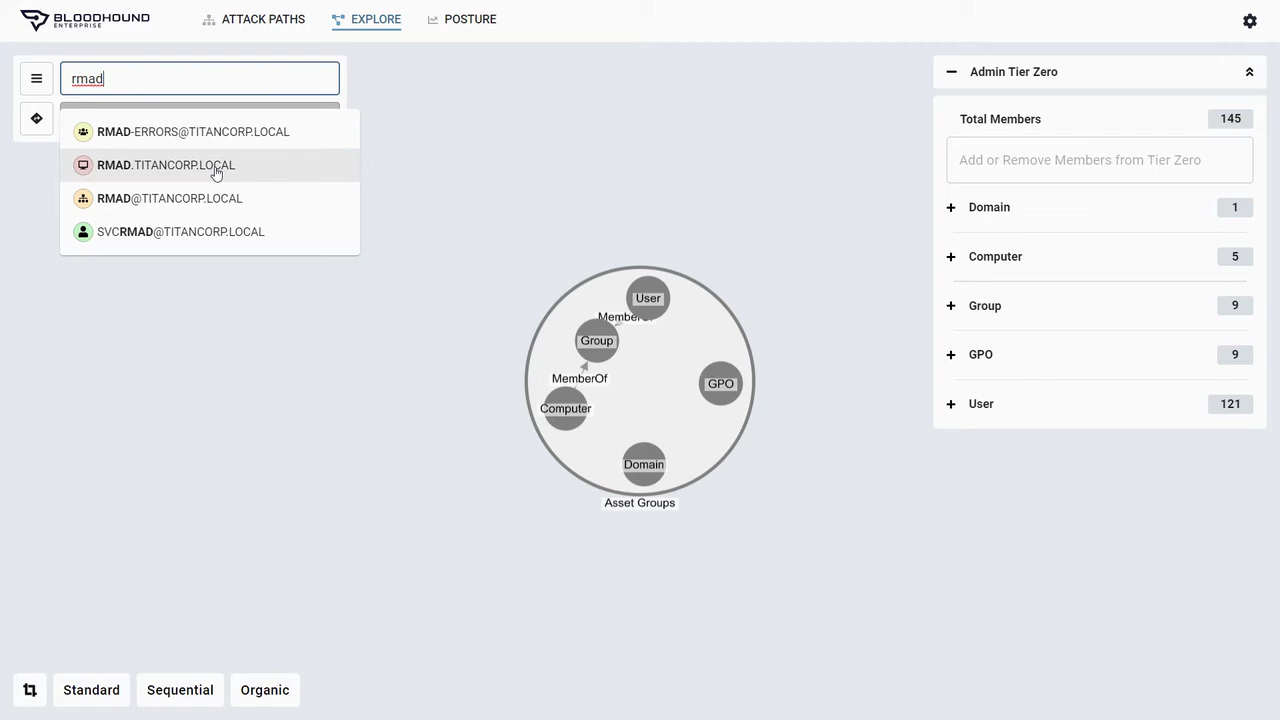 BLOODHOUND
ENTERPRISE
ATTACK PATHS
EXPLORE
POSTURE
rmad
RMAD-ERRORS@TITANCORP.LOCAL
RMAD.TITANCORP.LOCAL
RMAD@TITANCORP.LOCAL
SVCRMAD@TITANCORP.LOCAL
Admin Tier Zero
Total Members 145
Add or Remove Members from Tier Zero
Domain 1
Computer 5
Group 9
GPO 9
User 121
User
MemberOf
Group
MemberOf
GPO
Computer
Domain
Asset Groups
Standard
Sequential
Organic